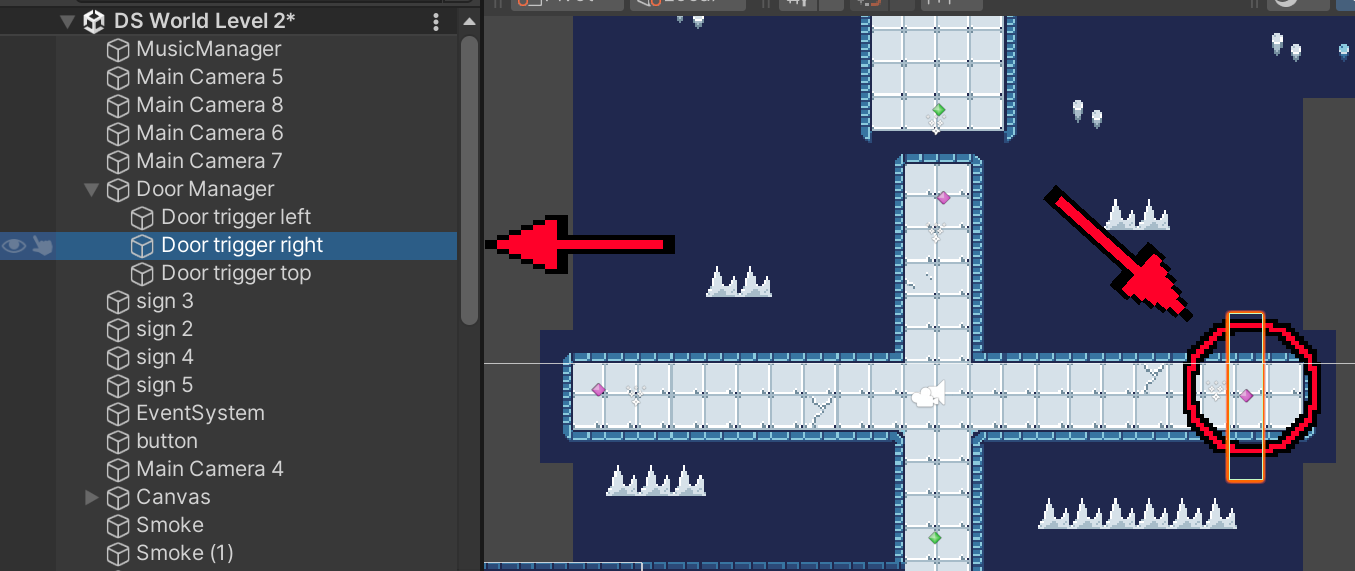 DS World Level 2*
MusicManager
Main Camera 5
Main Camera 8
Main Camera 6
Main Camera 7
Door Manager
Door trigger left
Door trigger right
Door trigger top
sign 3
sign 2
sign 4
sign 5
EventSystem
button
Main Camera 4
Canvas
Smoke
Smoke (1)